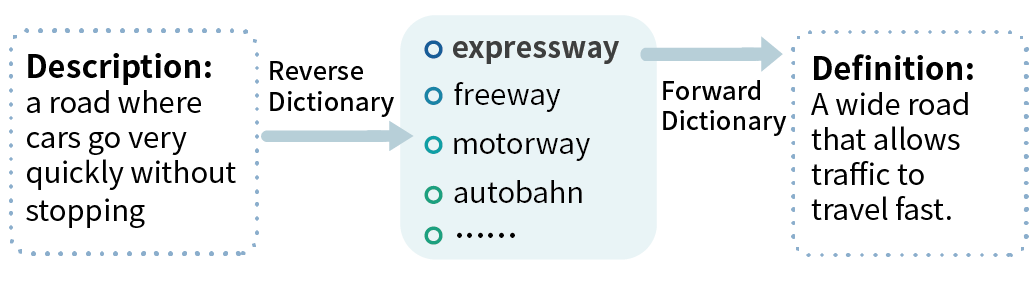 Description:
a road where
cars go very
quickly without
stopping
Reverse
Dictionary
expressway
freeway
motorway
autobahn
······
Forward
Dictionary
Definition:
A wide road
that allows
traffic to
travel fast.